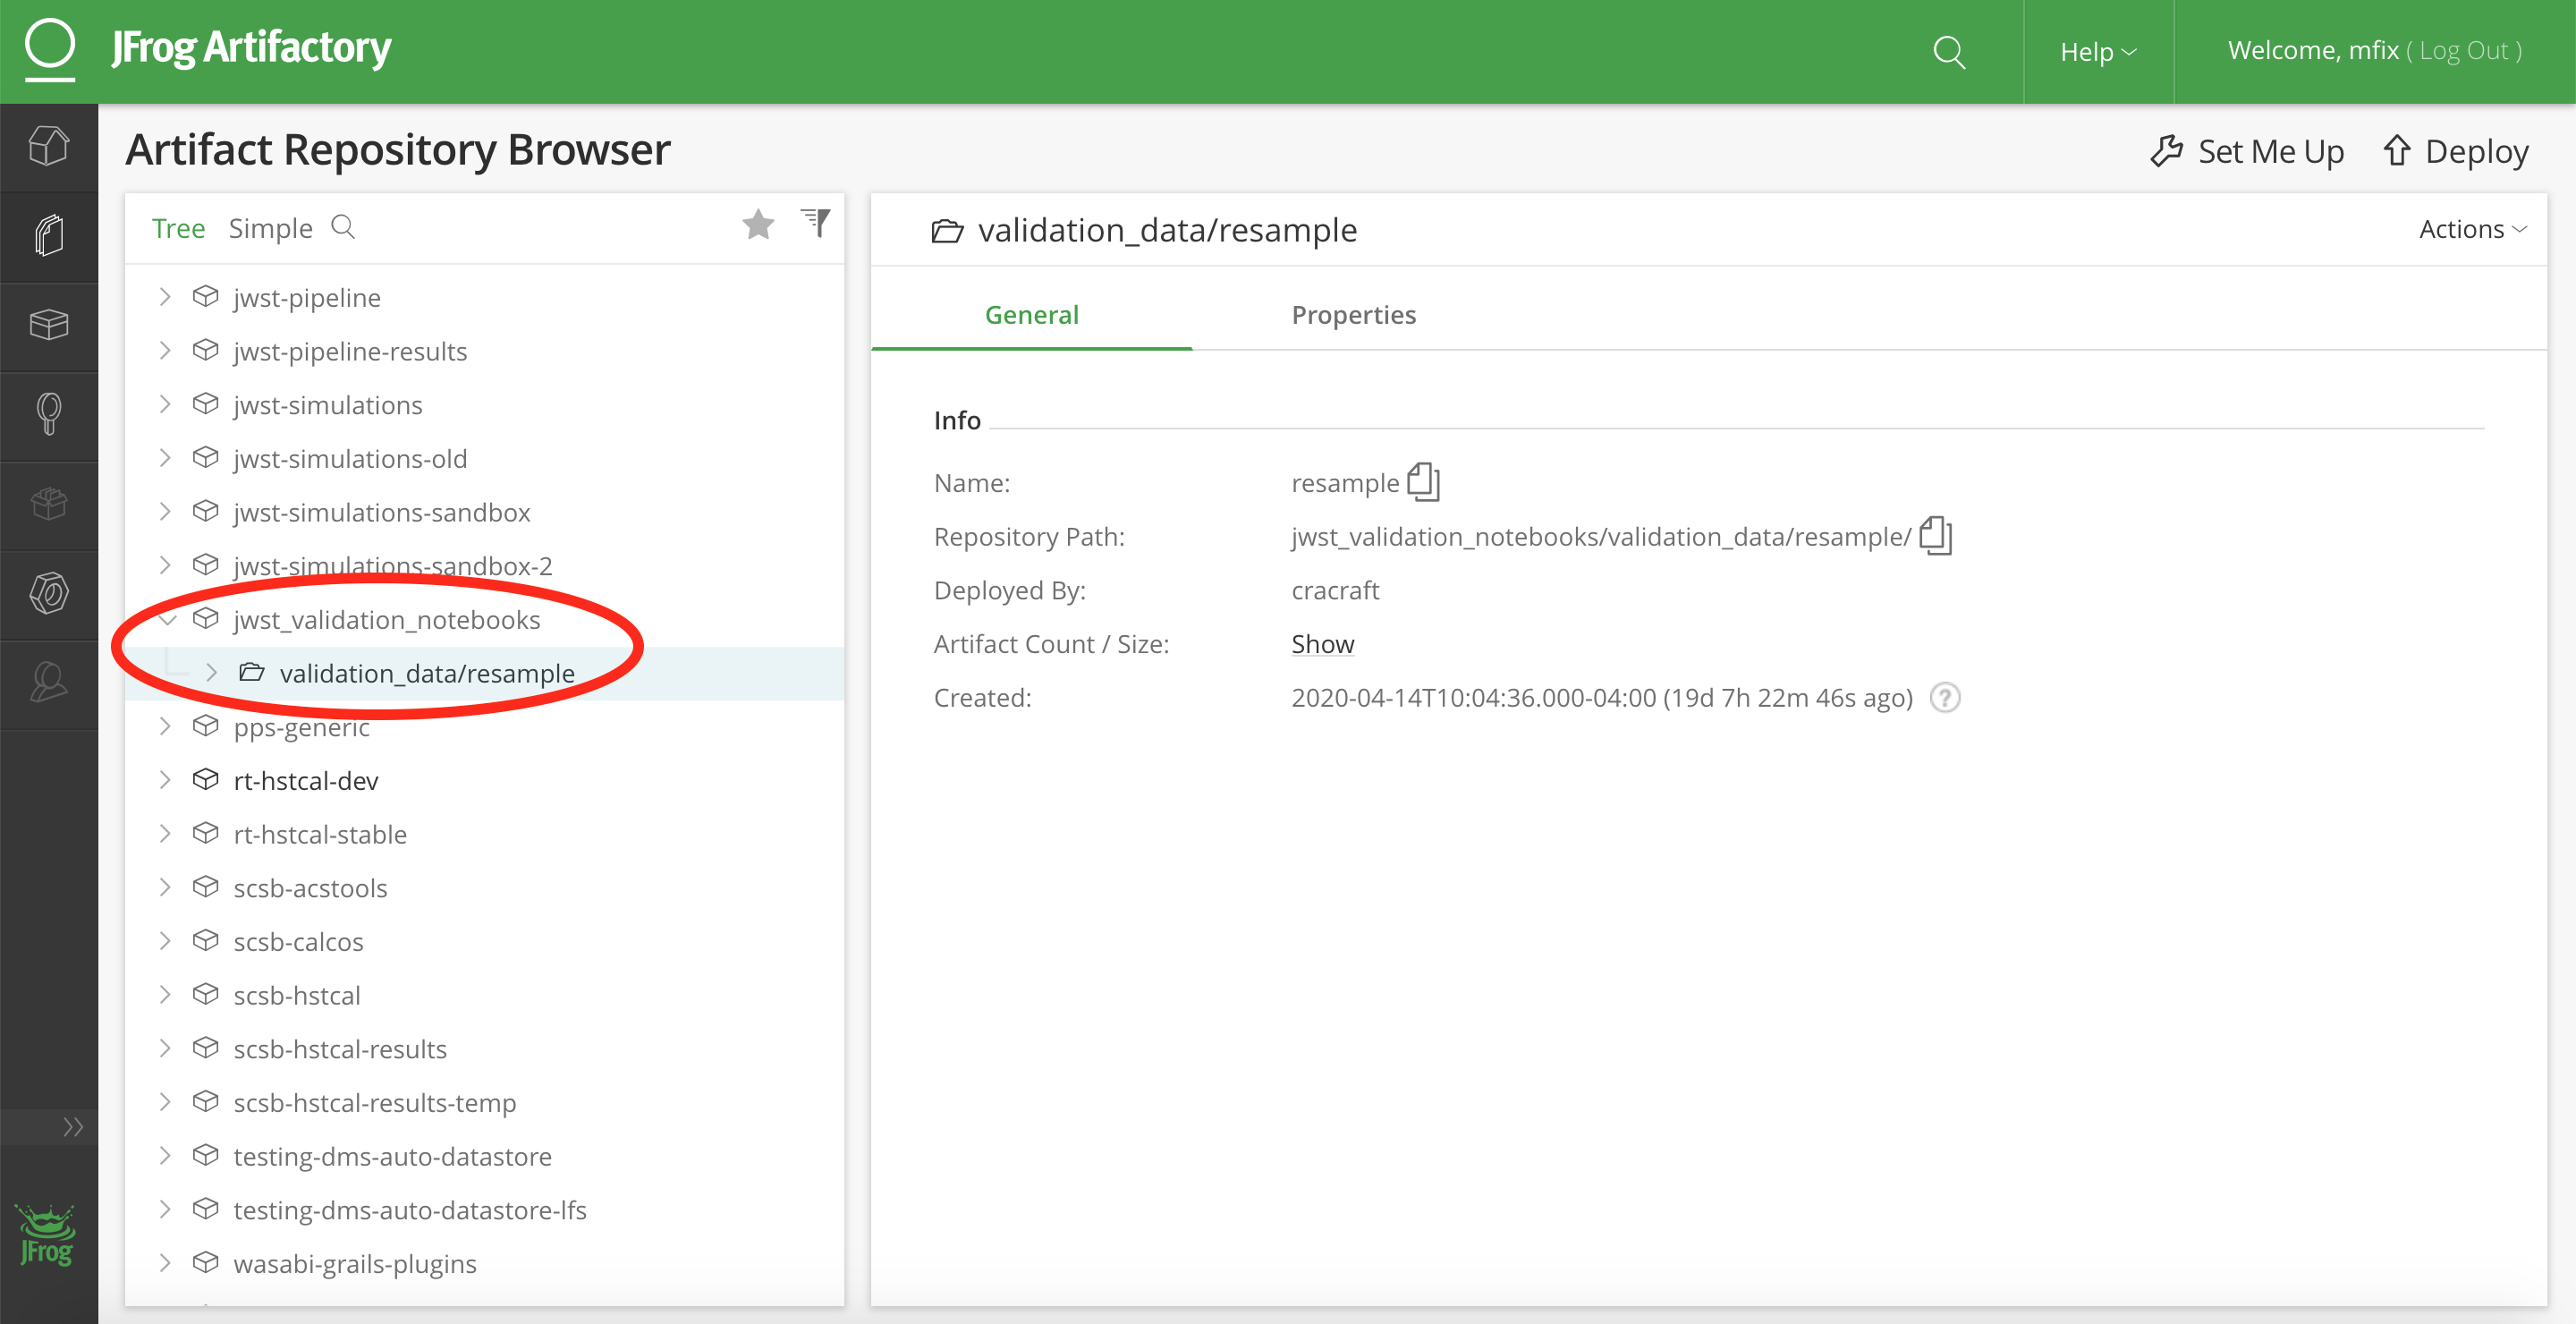 JFrog Artifactory
Help
Welcome, mfix ( Log Out )
Artifact Repository Browser
Set Me Up
Deploy
Tree Simple
jwst-pipeline
jwst-pipeline-results
jwst-simulations
jwst-simulations-old
jwst-simulations-sandbox
jwst-simulations-sandbox-2
jwst_validation_notebooks
validation_data/resample
pps-generic
rt-hstcal-dev
rt-hstcal-stable
scsb-acstools
scsb-calcos
scsb-hstcal
scsb-hstcal-results
scsb-hstcal-results-temp
testing-dms-auto-datastore
testing-dms-auto-datastore-lfs
wasabi-grails-plugins
validation_data/resample
Actions
General Properties
Info
Name: resample
Repository Path: jwst_validation_notebooks/validation_data/resample/
Deployed By: cracraft
Artifact Count / Size: Show
Created: 2020-04-14T10:04:36.000-04:00 (19d 7h 22m 46s ago) ?
JFrog